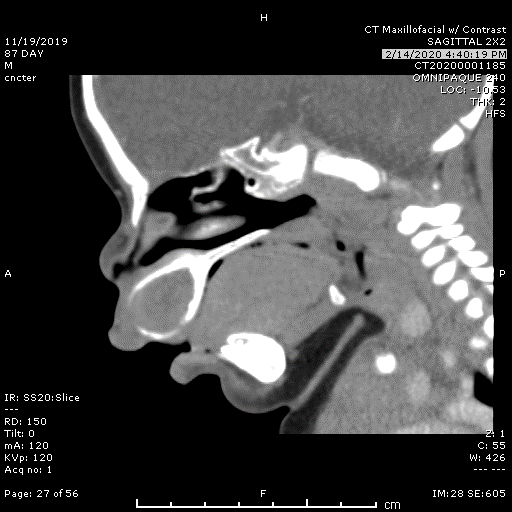 H
11/19/2019
87 DAY
M
cncter
CT Maxillofacial w/ Contrast
SAGITTAL 2X2
2/14/2020 4:40:19 PM
CT20200001185
OMNIPAQUE 240
LOC: -10.53
THK: 2
HFS
A
P
IR: SS20:Slice
---
RD: 150
Tilt: 0
mA: 120
KVp: 120
Acq no: 1
Page: 27 of 56
Z: 1
C: 55
W: 426
--- ---
IM:28 SE:605
F
cm